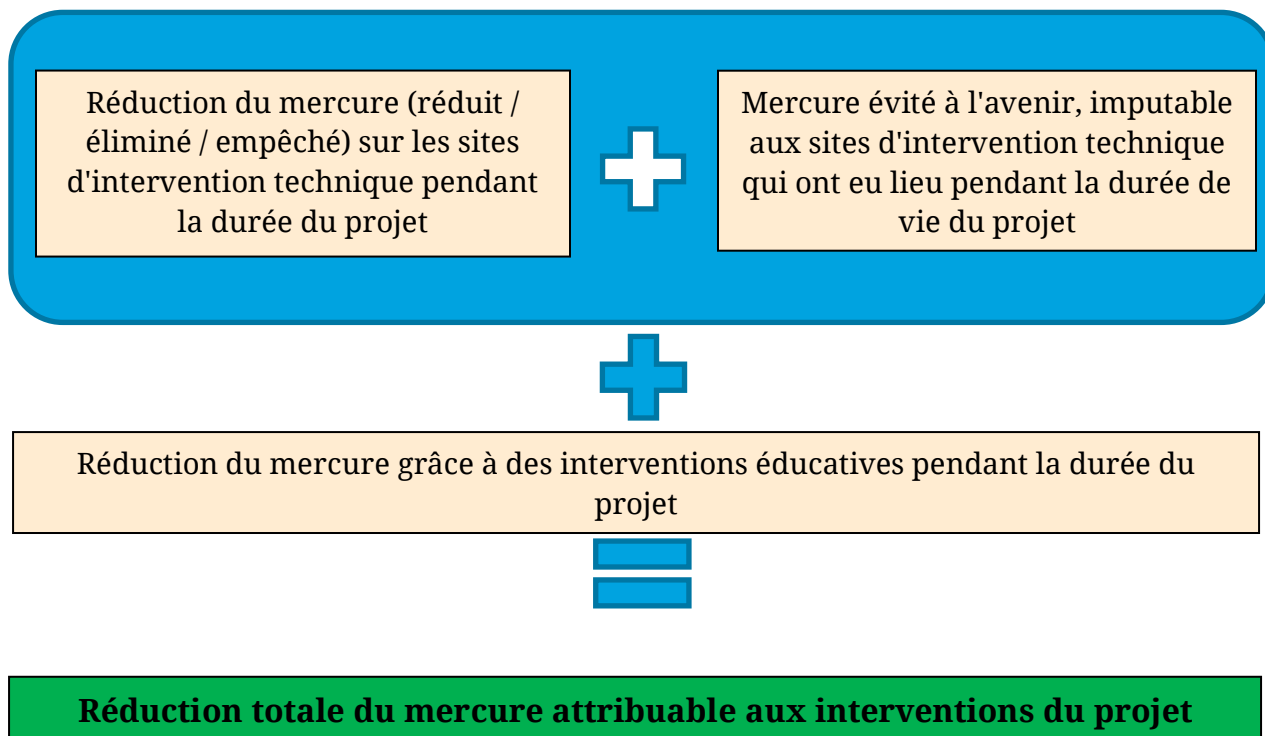 Réduction du mercure (réduit /
éliminé / empêché) sur les sites
d'intervention technique pendant
la durée du projet
Mercure évité à l'avenir, imputable
aux sites d'intervention technique
qui ont eu lieu pendant la durée de
vie du projet
Réduction du mercure grâce à des interventions éducatives pendant la durée du
projet
Réduction totale du mercure attribuable aux interventions du projet